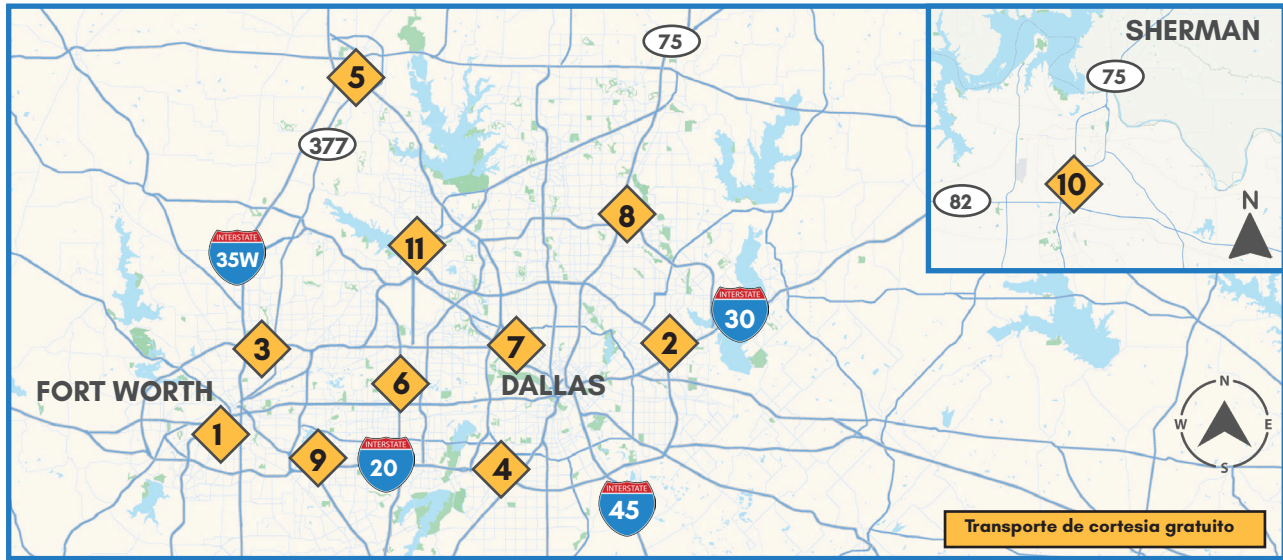 75
SHERMAN
5
75
377
10
82
N
8
11
INTERSTATE
35W
INTERSTATE
30
3
7
2
FORT WORTH
6
DALLAS
N
W
E
S
1
9
INTERSTATE
20
4
INTERSTATE
45
Transporte de cortesia gratuito